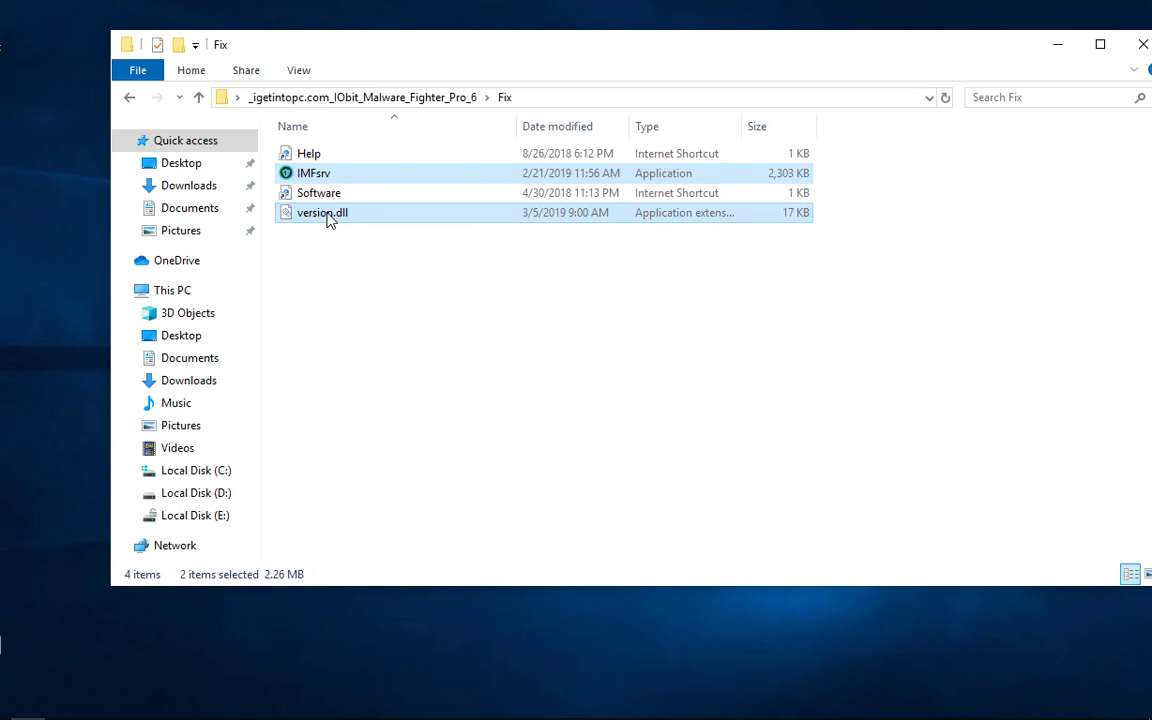 Fix
File Home Share View
_igetintopc.com_IObit_Malware_Fighter_Pro_6 Fix Search Fix
Name Date modified Type Size
Quick access
Desktop
Downloads
Documents
Pictures
OneDrive
This PC
3D Objects
Desktop
Documents
Downloads
Music
Pictures
Videos
Local Disk (C:)
Local Disk (D:)
Local Disk (E:)
Network
Help 8/26/2018 6:12 PM Internet Shortcut 1 KB
IMFsrv 2/21/2019 11:56 AM Application 2,303 KB
Software 4/30/2018 11:13 PM Internet Shortcut 1 KB
version.dll 3/5/2019 9:00 AM Application extens... 17 KB
4 items 2 items selected 2.26 MB